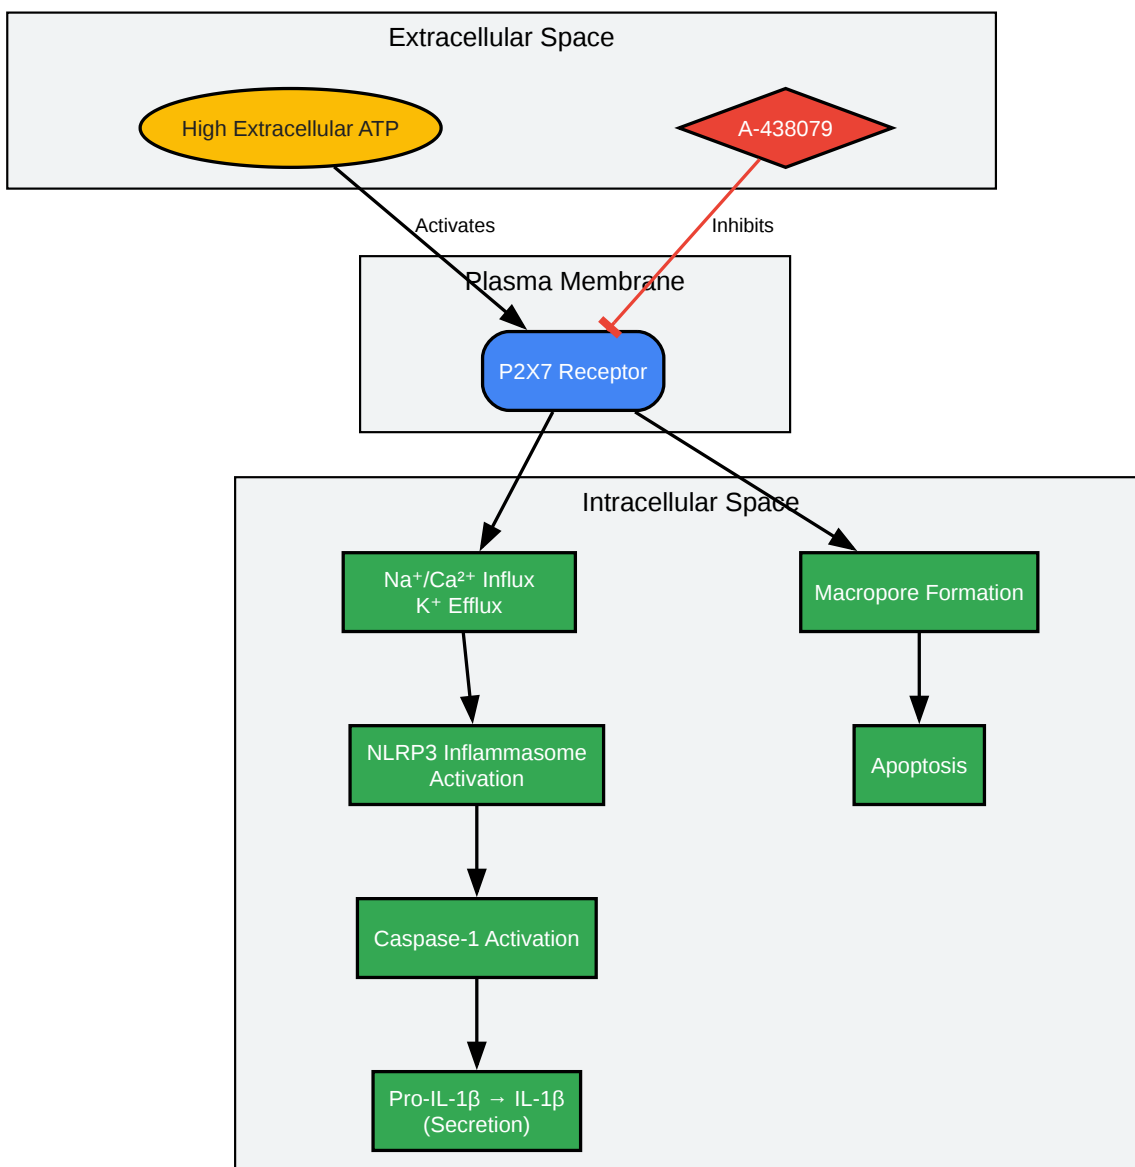 Extracellular Space
High Extracellular ATP
A-438079
Activates
Inhibits
Plasma Membrane
P2X7 Receptor
Intracellular Space
Na⁺/Ca²⁺ Influx
K⁺ Efflux
Macropore Formation
NLRP3 Inflammasome
Activation
Apoptosis
Caspase-1 Activation
Pro-IL-1β → IL-1β
(Secretion)